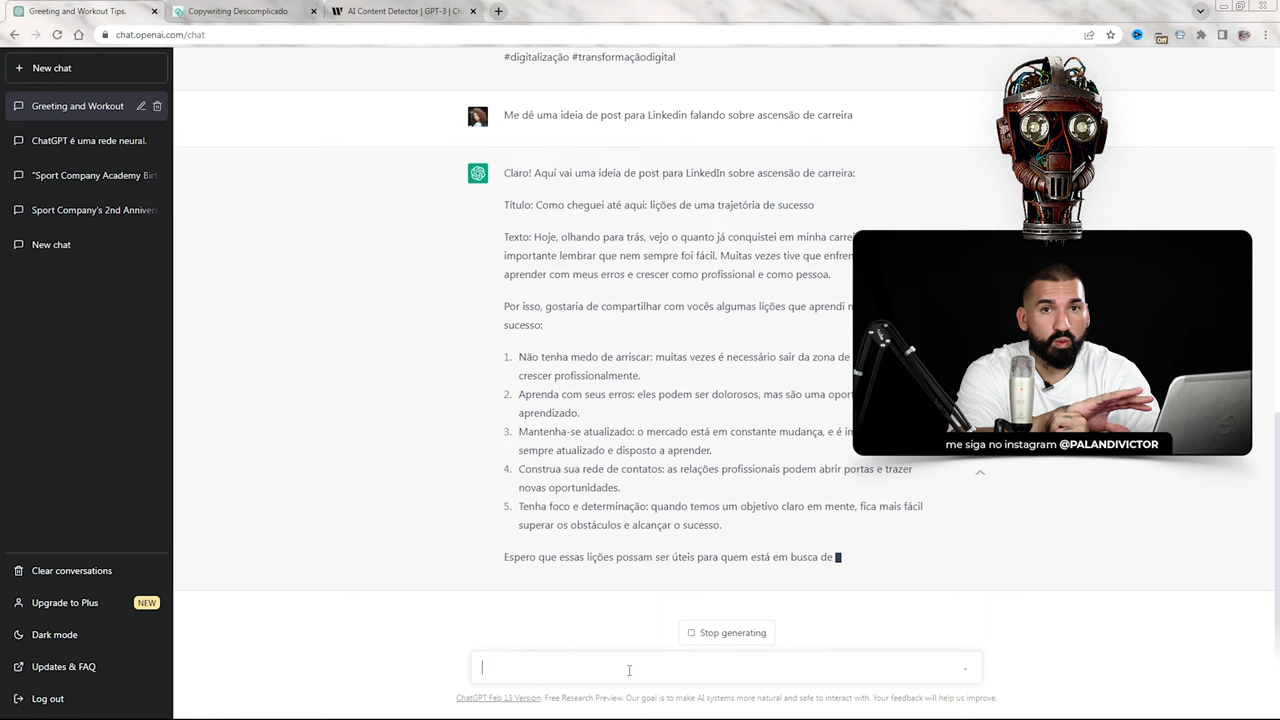 Greeting and Workout Tips.
Copywriting Descomplicado
AI Content Detector | GPT-3 | Ch
chat.openai.com/chat
Off
New chat
Greeting and Workout
ChatGPT é uma rede neural.
"Sport Company Academy Birt
Sport Company's 2nd Annivers
New chat
Clear conversations
Upgrade to Plus
NEW
Dark mode
Updates & FAQ
Log out
#digitalização #transformaçãodigital
Me dê uma ideia de post para Linkedin falando sobre ascensão de carreira
Claro! Aqui vai uma ideia de post para LinkedIn sobre ascensão de carreira:
Título: Como cheguei até aqui: lições de uma trajetória de sucesso
Texto: Hoje, olhando para trás, vejo o quanto já conquistei em minha carrei
importante lembrar que nem sempre foi fácil. Muitas vezes tive que enfren
aprender com meus erros e crescer como profissional e como pessoa.
Por isso, gostaria de compartilhar com vocês algumas lições que aprendi n
sucesso:
1. Não tenha medo de arriscar: muitas vezes é necessário sair da zona de
crescer profissionalmente.
2. Aprenda com seus erros: eles podem ser dolorosos, mas são uma oport
aprendizado.
3. Mantenha-se atualizado: o mercado está em constante mudança, e é im
sempre atualizado e disposto a aprender.
4. Construa sua rede de contatos: as relações profissionais podem abrir portas e trazer
novas oportunidades.
5. Tenha foco e determinação: quando temos um objetivo claro em mente, fica mais fácil
superar os obstáculos e alcançar o sucesso.
Espero que essas lições possam ser úteis para quem está em busca de
me siga no instagram @PALANDIVICTOR
Stop generating
ChatGPT Feb 13 Version. Free Research Preview. Our goal is to make AI systems more natural and safe to interact with. Your feedback will help us improve.